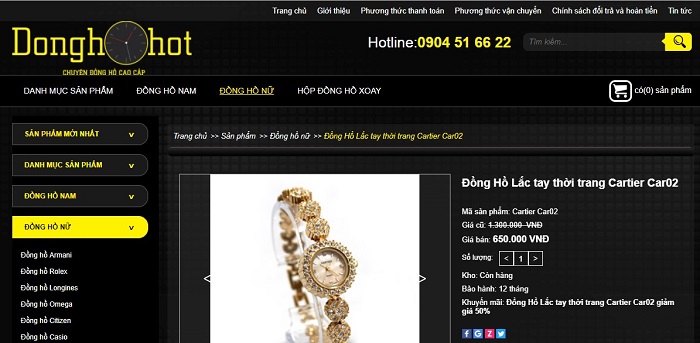 Trang chủ Giới thiệu Phương thức thanh toán Phương thức vận chuyển Chính sách đổi trả và hoàn tiền Tin tức
Dongh hot
CHUYÊN ĐỒNG HỒ CAO CẤP
Hotline:0904 51 66 22
Tìm kiếm...
DANH MỤC SẢN PHẨM ĐỒNG HỒ NAM ĐỒNG HỒ NỮ HỘP ĐỒNG HỒ XOAY
có(0) sản phẩm
SẢN PHẨM MỚI NHẤT v
DANH MỤC SẢN PHẨM v
ĐỒNG HỒ NAM v
ĐỒNG HỒ NỮ v
Đồng hồ Armani
Đồng hồ Rolex
Đồng hồ Longines
Đồng hồ Omega
Đồng hồ Citizen
Đồng hồ Casio
Trang chủ >> Sản phẩm >> Đồng hồ nữ >> Đồng Hồ Lắc tay thời trang Cartier Car02
< >
Đồng Hồ Lắc tay thời trang Cartier Car02
Mã sản phẩm: Cartier Car02
Giá cũ: 1.300.000 VNĐ
Giá bán: 650.000 VNĐ
Số lượng: < 1 >
Kho: Còn hàng
Bảo hành: 12 tháng
Khuyến mãi: Đồng Hồ Lắc tay thời trang Cartier Car02 giảm
giá 50%